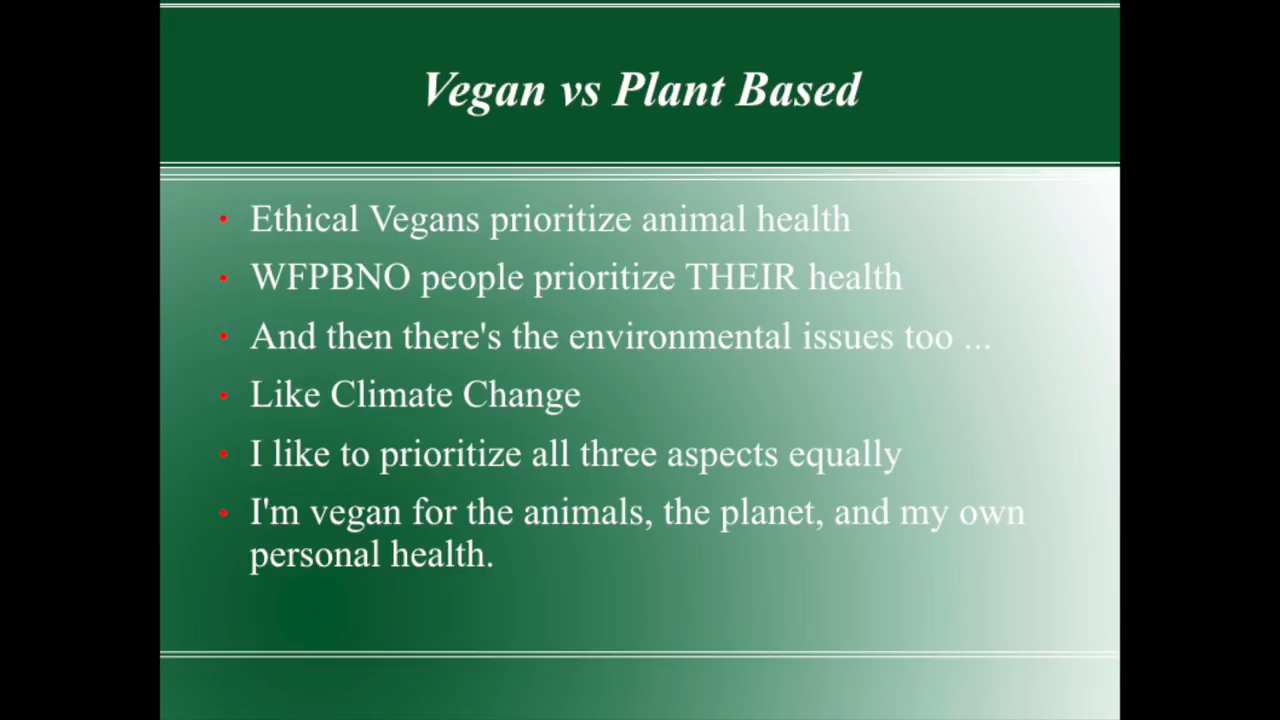 Vegan vs Plant Based
• Ethical Vegans prioritize animal health
• WFPBNO people prioritize THEIR health
• And then there's the environmental issues too ...
• Like Climate Change
• I like to prioritize all three aspects equally
• I'm vegan for the animals, the planet, and my own
personal health.